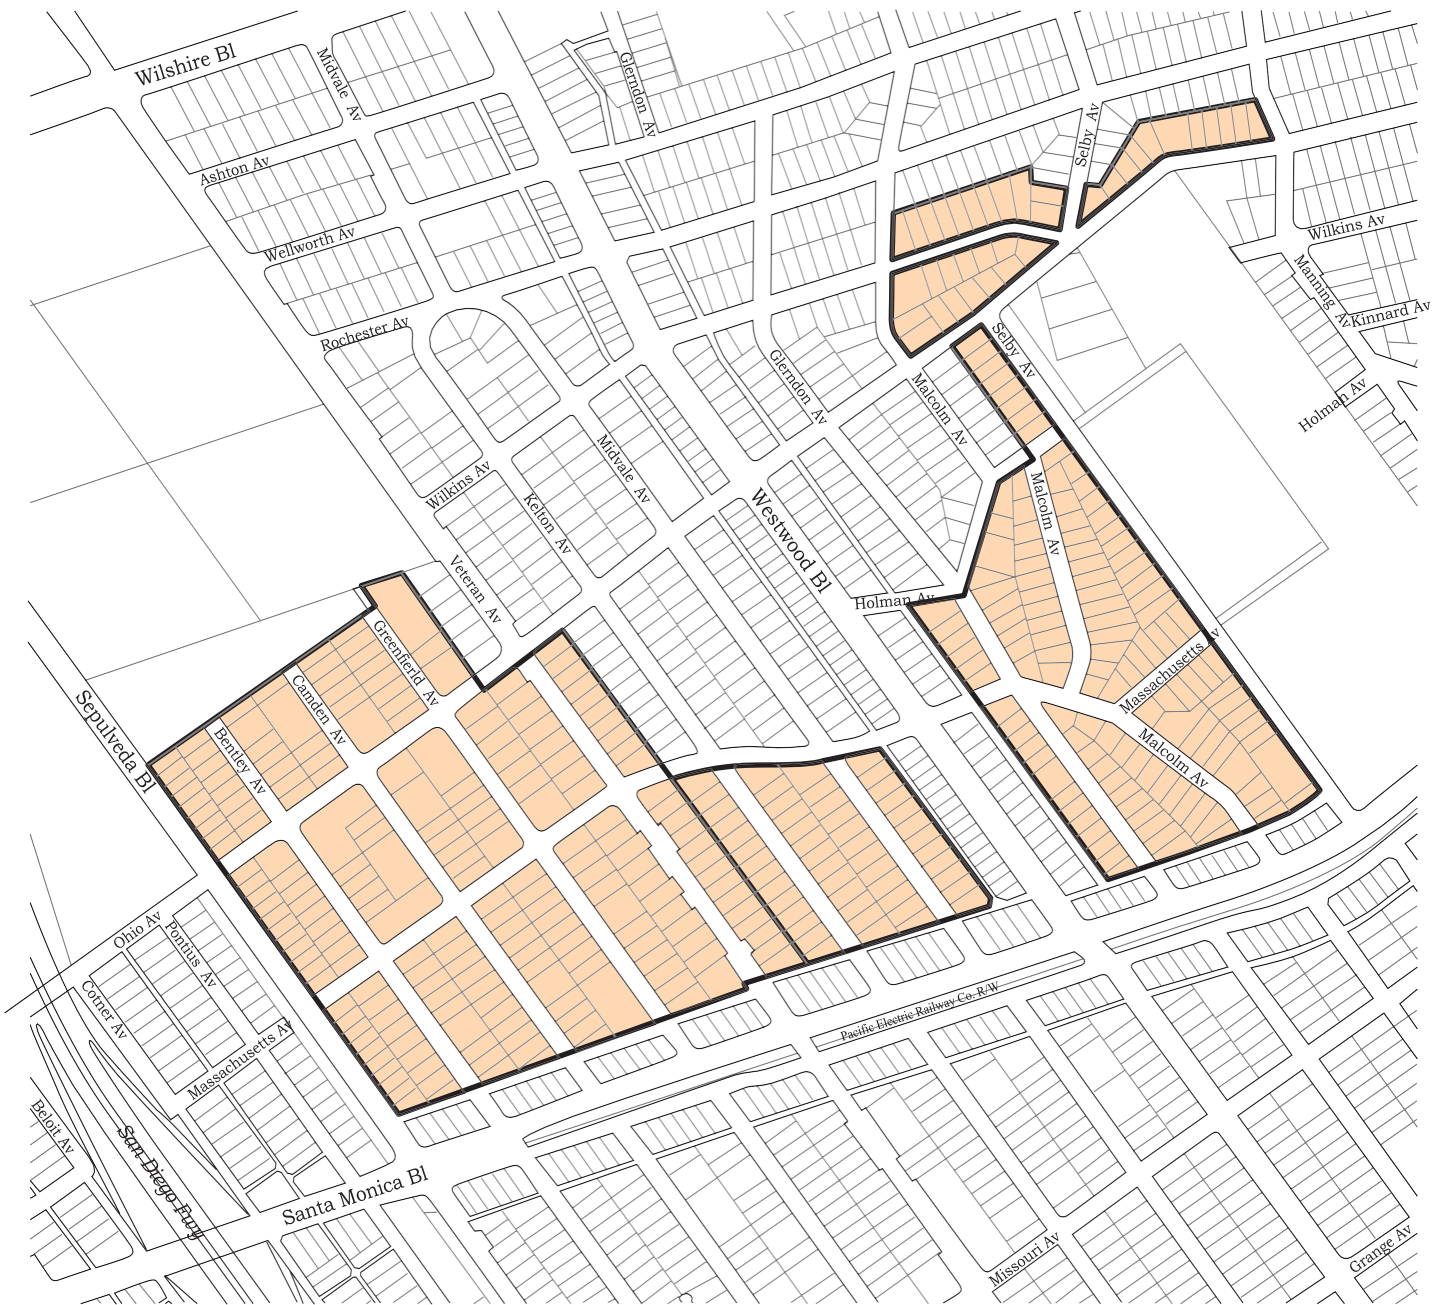 Wilshire Bl
Midvale Av
Glerndon Av
Selby Av
Ashton Av
Wellworth Av
Wilkins Av
Manning Av
Kinnard Av
Rochester Av
Selby Av
Glerndon Av
Malcolm Av
Holman Av
Midvale Av
Wilkins Av
Kelton Av
Westwood Bl
Malcolm Av
Veteran Av
Holman Av
Greenfierld Av
Massachusetts Av
Camden Av
Sepulveda Bl
Bentley Av
Malcolm Av
Ohio Av
Pontius Av
Cotner Av
Pacific Electric Railway Co. R/W
Massachusetts Av
Beloit Av
San Diego Fwy
Santa Monica Bl
Missouri Av
Grange Av